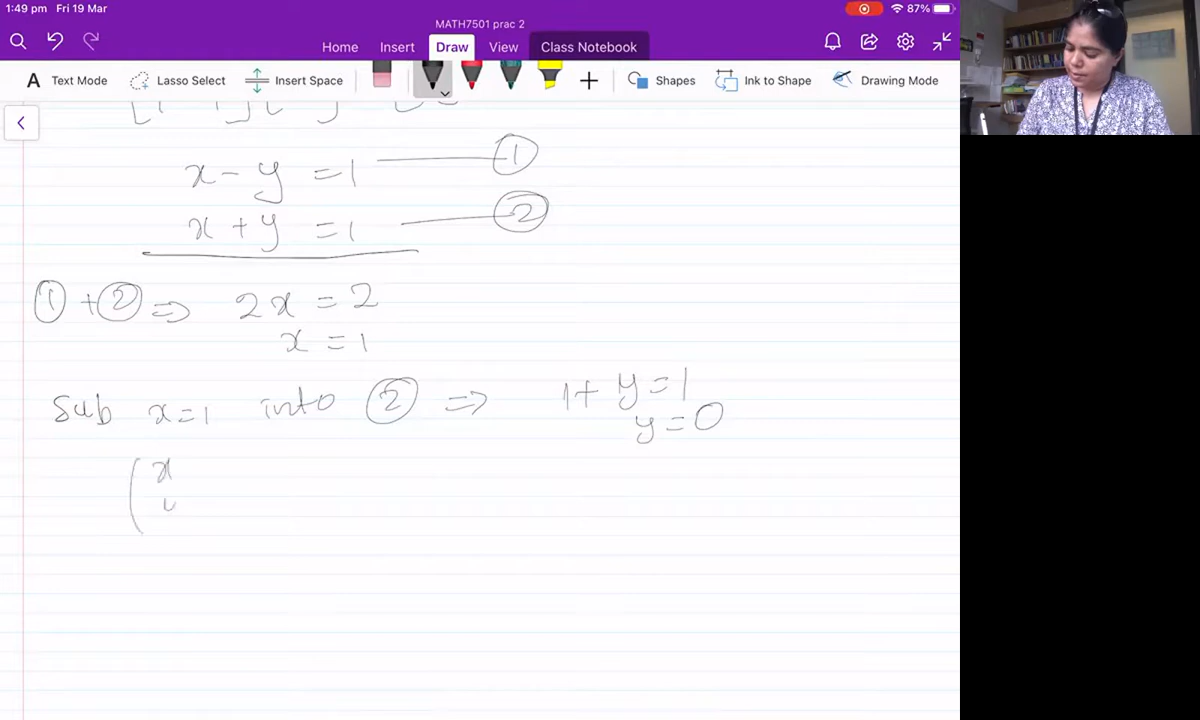 1:49 pm Fri 19 Mar
87%
MATH7501 prac 2
Home Insert Draw View Class Notebook
Text Mode Lasso Select Insert Space Shapes Ink to Shape Drawing Mode
x - y = 1 ①
x + y = 1 ②
① + ② ⇒ 2x = 2
x = 1
Sub x = 1 into ② ⇒ 1 + y = 1
y = 0
( x